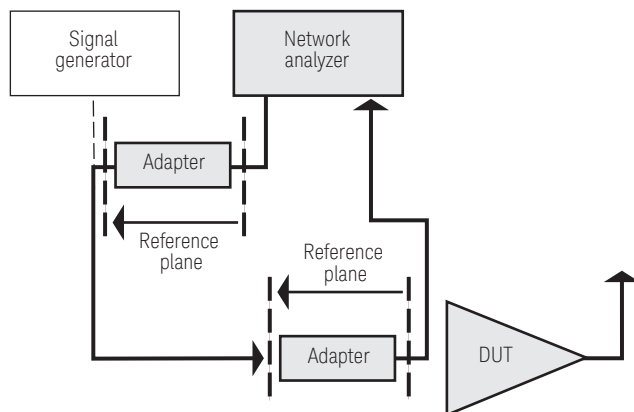 Signal
generator
Network
analyzer
Adapter
Reference
plane
Reference
plane
Adapter
DUT